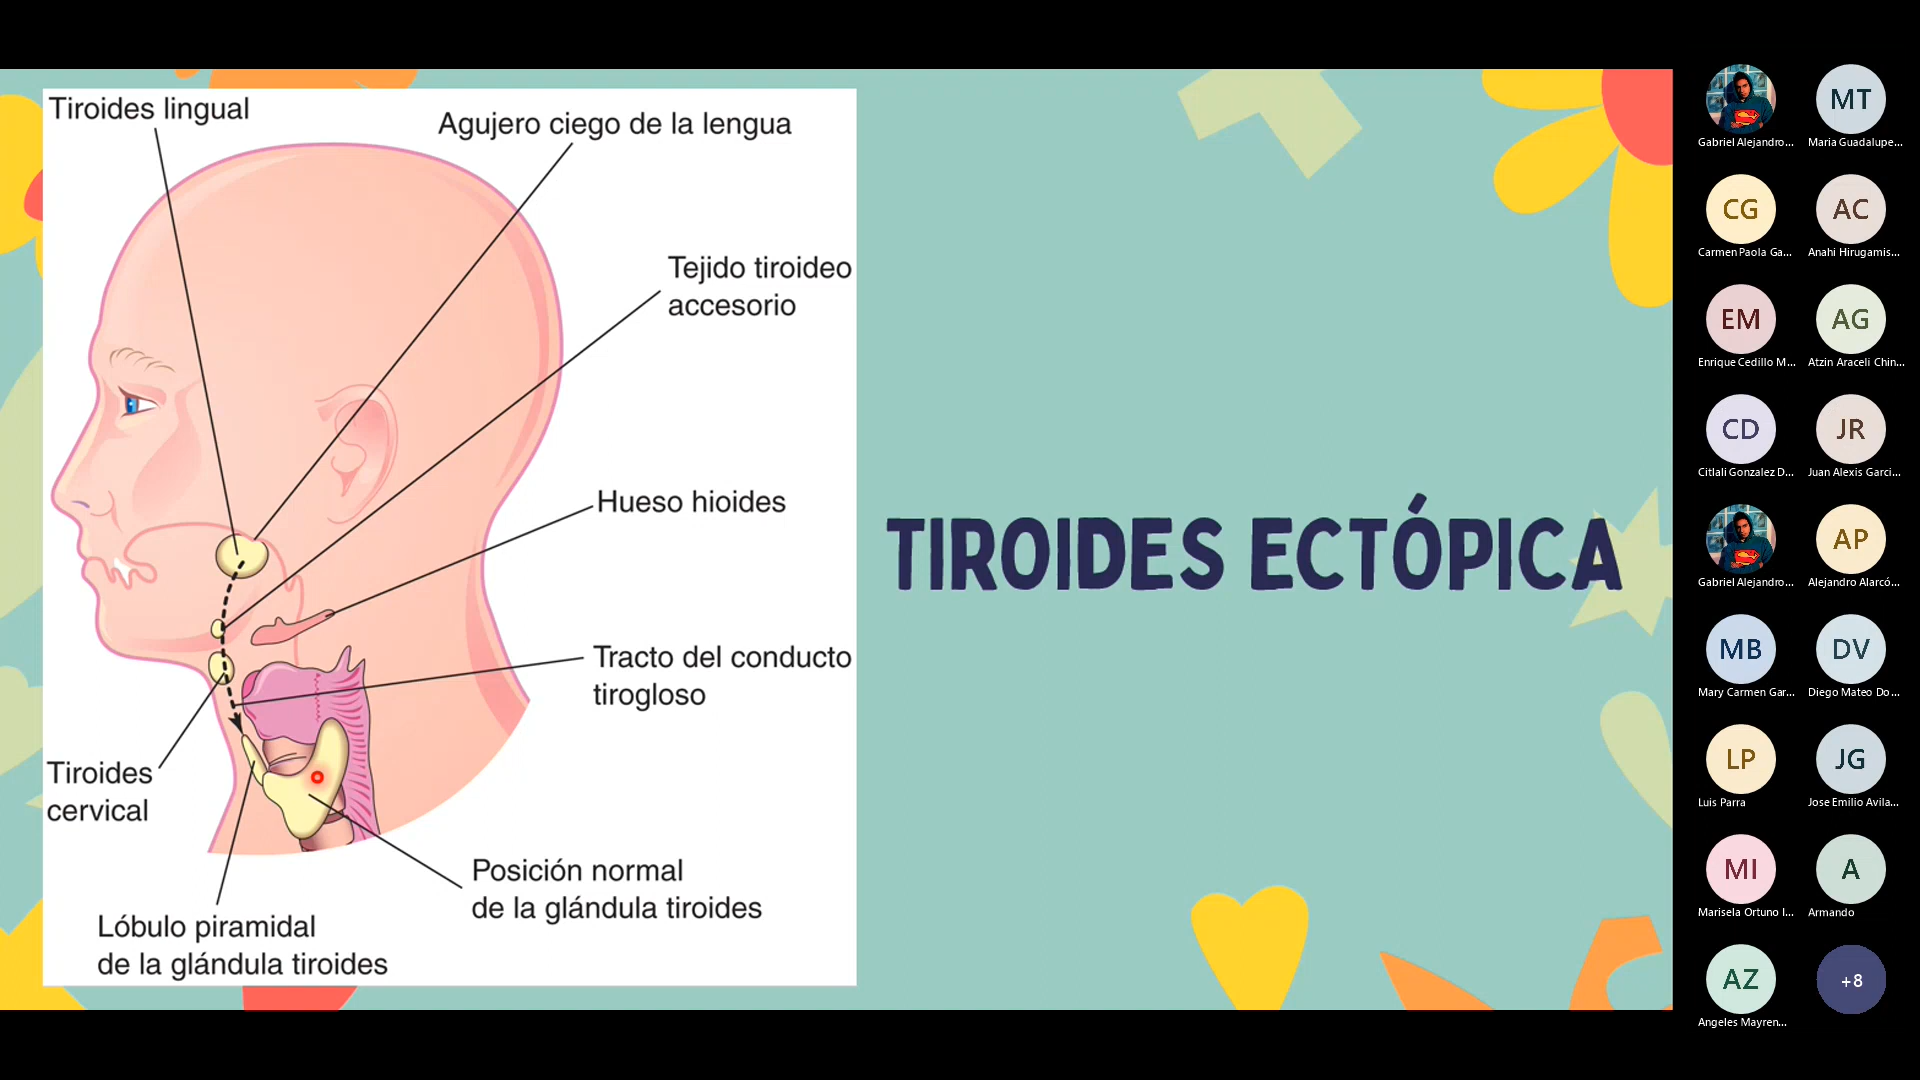 Tiroides lingual
Agujero ciego de la lengua
Tejido tiroideo
accesorio
Hueso hioides
Tracto del conducto
tirogloso
Tiroides
cervical
Posición normal
de la glándula tiroides
Lóbulo piramidal
de la glándula tiroides
TIROIDES ECTÓPICA
Gabriel Alejandro...
MT
Maria Guadalupe...
CG
Carmen Paola Ga...
AC
Anahi Hirugamis...
EM
Enrique Cedillo M...
AG
Atzin Araceli Chin...
CD
Citlali Gonzalez D...
JR
Juan Alexis Garci...
Gabriel Alejandro...
AP
Alejandro Alarcó...
MB
Mary Carmen Gar...
DV
Diego Mateo Do...
LP
Luis Parra
JG
Jose Emilio Avila...
MI
Marisela Ortuno I...
A
Armando
AZ
Angeles Mayren...
+8